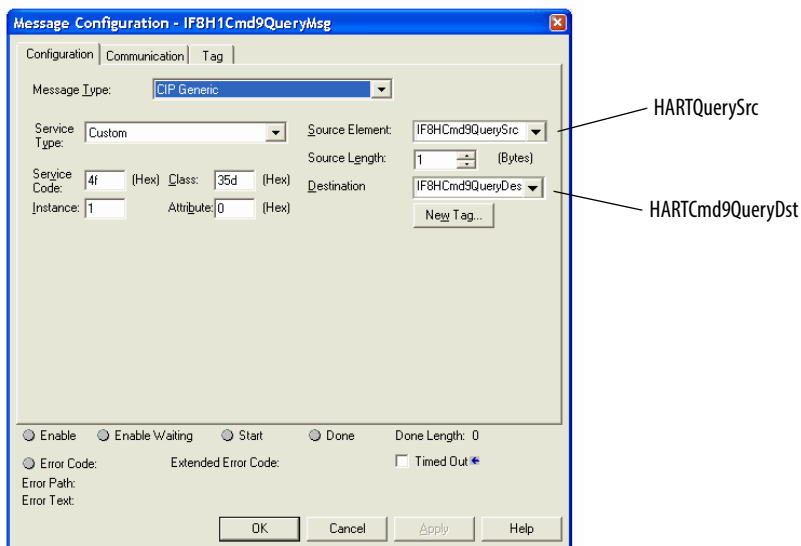 Message Configuration - IF8H1Cmd9QueryMsg
Configuration Communication Tag
Message Type: CIP Generic
Service Type: Custom
Source Element: IF8HCmd9QuerySrc
HARTQuerySrc
Source Length: 1 (Bytes)
Service Code: 4f (Hex) Class: 35d (Hex)
Destination IF8HCmd9QueryDes
HARTCmd9QueryDst
Instance: 1 Attribute: 0 (Hex)
New Tag...
Enable Enable Waiting Start Done Done Length: 0
Error Code: Extended Error Code: Timed Out
Error Path:
Error Text:
OK Cancel Apply Help